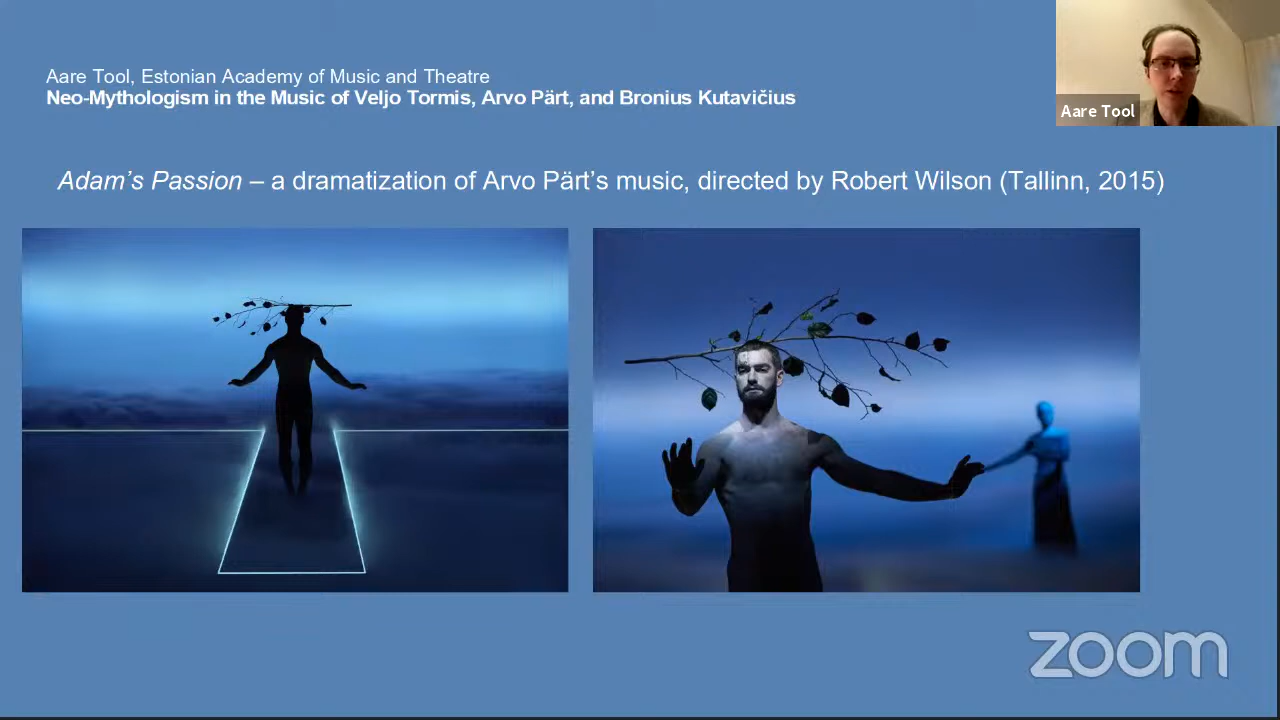 Aare Tool, Estonian Academy of Music and Theatre
Neo-Mythologism in the Music of Veljo Tormis, Arvo Pärt, and Bronius Kutavičius
Aare Tool
Adam’s Passion – a dramatization of Arvo Pärt’s music, directed by Robert Wilson (Tallinn, 2015)
zoom